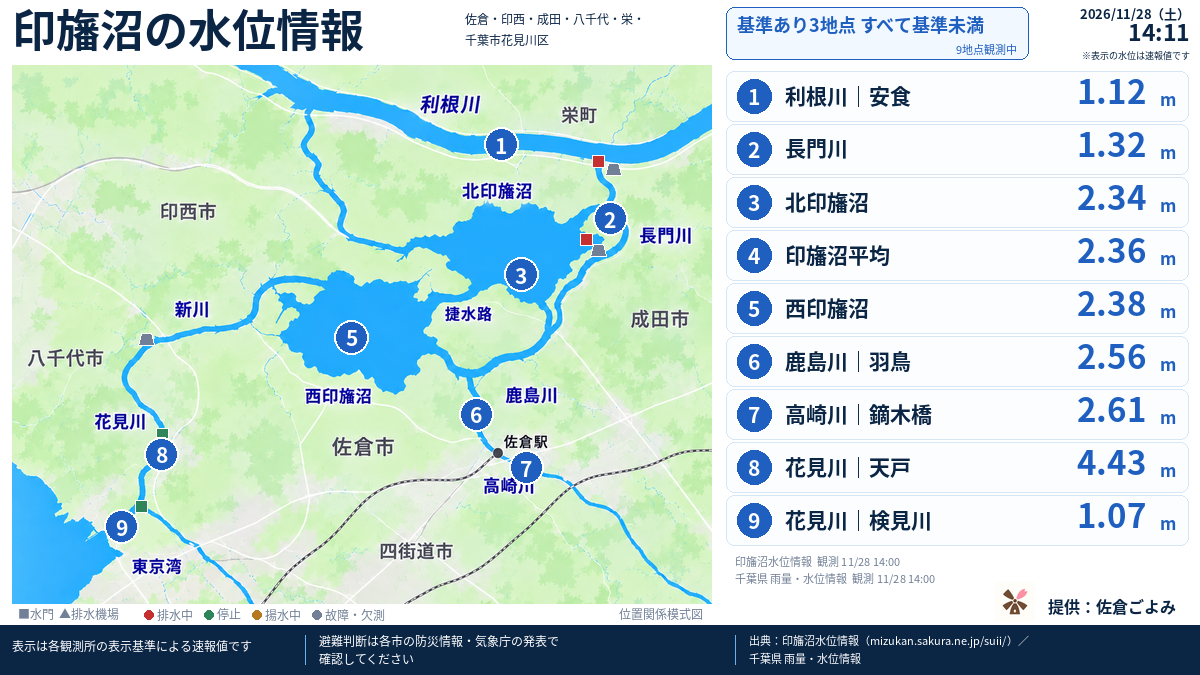 印旛沼の水位情報
佐倉・印西・成田・八千代・栄・
千葉市花見川区
基準あり3地点 すべて基準未満
9地点観測中
2026/11/28（土）
14:11
※表示の水位は速報値です
利根川
栄町
1
北印旛沼
印西市
2
長門川
3
新川
捷水路
成田市
5
八千代市
西印旛沼
鹿島川
花見川
6
佐倉市
佐倉駅
8
7
高崎川
9
四街道市
東京湾
■水門 ▲排水機場 ●排水中 ●停止 ●揚水中 ●故障・欠測
位置関係模式図
1 利根川｜安食 1.12 m
2 長門川 1.32 m
3 北印旛沼 2.34 m
4 印旛沼平均 2.36 m
5 西印旛沼 2.38 m
6 鹿島川｜羽鳥 2.56 m
7 高崎川｜鏑木橋 2.61 m
8 花見川｜天戸 4.43 m
9 花見川｜検見川 1.07 m
印旛沼水位情報 観測 11/28 14:00
千葉県 雨量・水位情報 観測 11/28 14:00
提供：佐倉ごよみ
表示は各観測所の表示基準による速報値です
避難判断は各市の防災情報・気象庁の発表で
確認してください
出典：印旛沼水位情報（mizukan.sakura.ne.jp/suii/）／
千葉県 雨量・水位情報